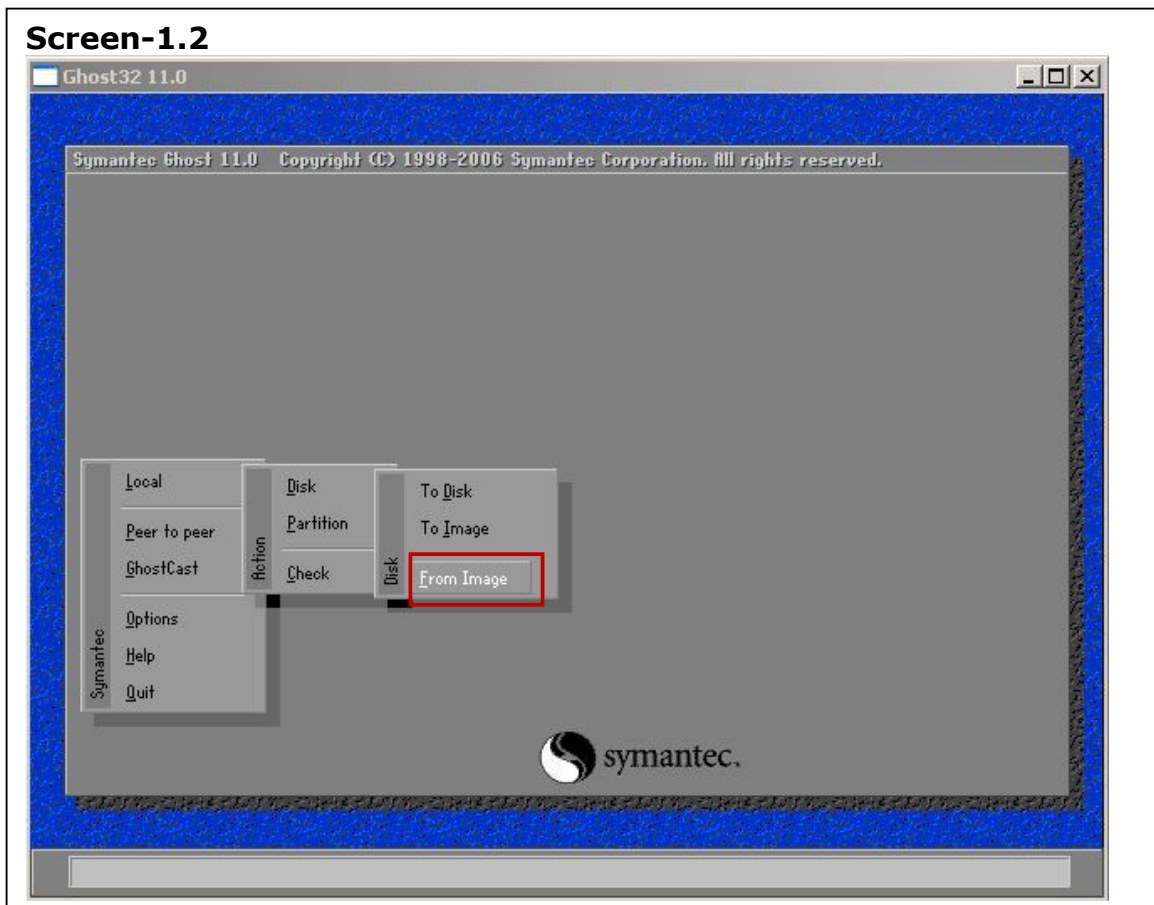 Screen-1.2
Ghost32 11.0
Symantec Ghost 11.0 Copyright (C) 1998-2006 Symantec Corporation. All rights reserved.
Symantec
Local
Peer to peer
GhostCast
Options
Help
Quit
Action
Disk
Partition
Check
Disk
To Disk
To Image
From Image
symantec.